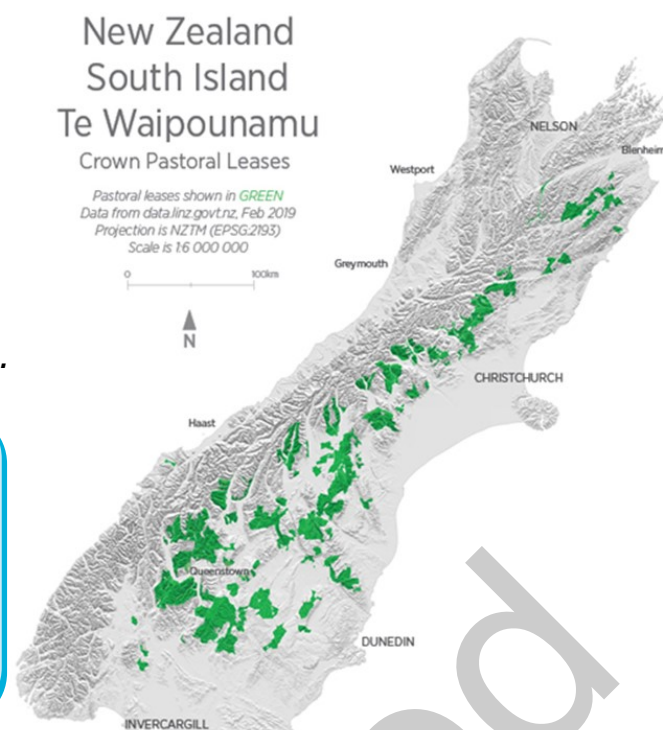 New Zealand
South Island
Te Waipounamu
Crown Pastoral Leases
Pastoral leases shown in GREEN
Data from data.linz.govt.nz, Feb 2019
Projection is NZTM (EPSG:2193)
Scale is 1:6 000 000
0 100km
N
NELSON
Blenheim
Westport
Greymouth
CHRISTCHURCH
Haast
Queenstown
DUNEDIN
INVERCARGILL